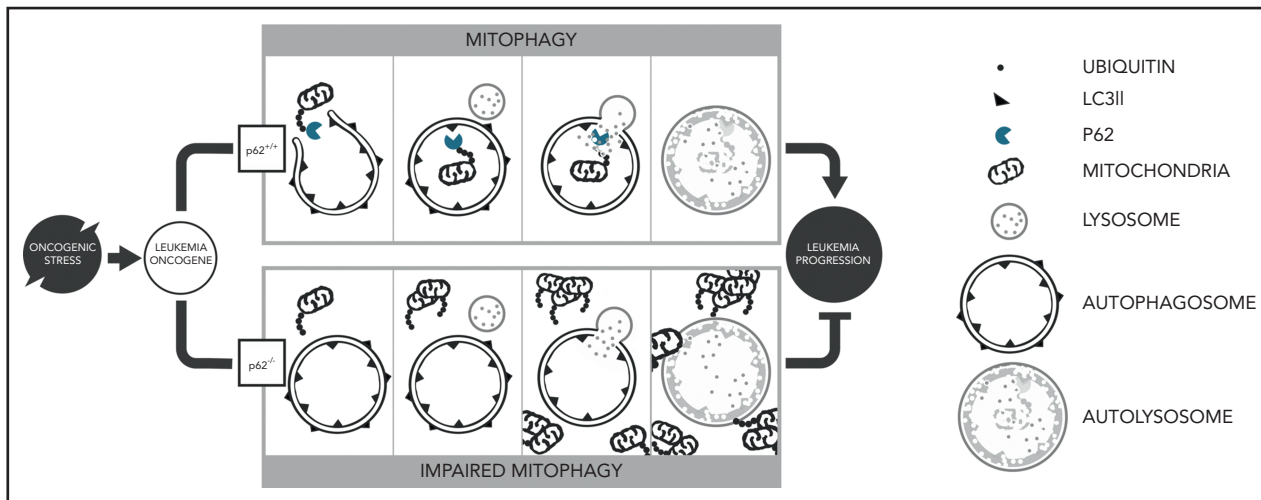 MITOPHAGY
p62+/+
ONCOGENIC
STRESS
LEUKEMIA
ONCOGENE
LEUKEMIA
PROGRESSION
p62-/-
IMPAIRED MITOPHAGY
UBIQUITIN
LC3II
P62
MITOCHONDRIA
LYSOSOME
AUTOPHAGOSOME
AUTOLYSOSOME